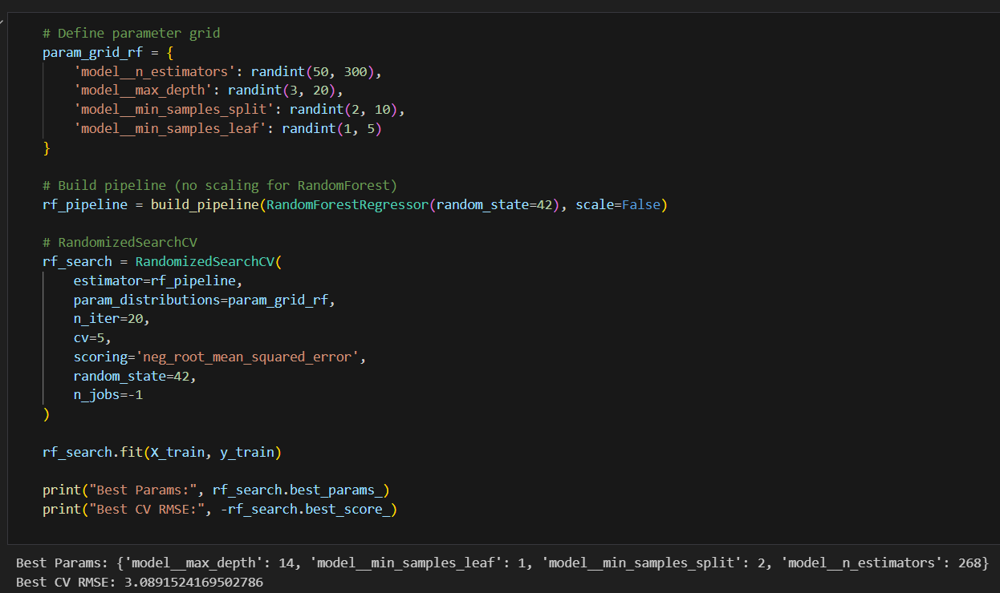 # Define parameter grid
param_grid_rf = {
    'model__n_estimators': randint(50, 300),
    'model__max_depth': randint(3, 20),
    'model__min_samples_split': randint(2, 10),
    'model__min_samples_leaf': randint(1, 5)
}

# Build pipeline (no scaling for RandomForest)
rf_pipeline = build_pipeline(RandomForestRegressor(random_state=42), scale=False)

# RandomizedSearchCV
rf_search = RandomizedSearchCV(
    estimator=rf_pipeline,
    param_distributions=param_grid_rf,
    n_iter=20,
    cv=5,
    scoring='neg_root_mean_squared_error',
    random_state=42,
    n_jobs=-1
)

rf_search.fit(X_train, y_train)

print("Best Params:", rf_search.best_params_)
print("Best CV RMSE:", -rf_search.best_score_)

Best Params: {'model__max_depth': 14, 'model__min_samples_leaf': 1, 'model__min_samples_split': 2, 'model__n_estimators': 268}
Best CV RMSE: 3.0891524169502786